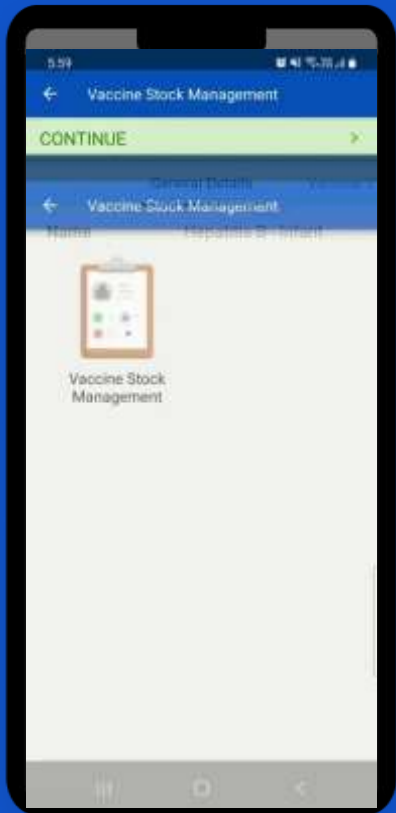 5:59
Vaccine Stock Management
CONTINUE
General Details
Vaccine Stock Management
Name Hepatitis B - Infant
Vaccine Stock
Management